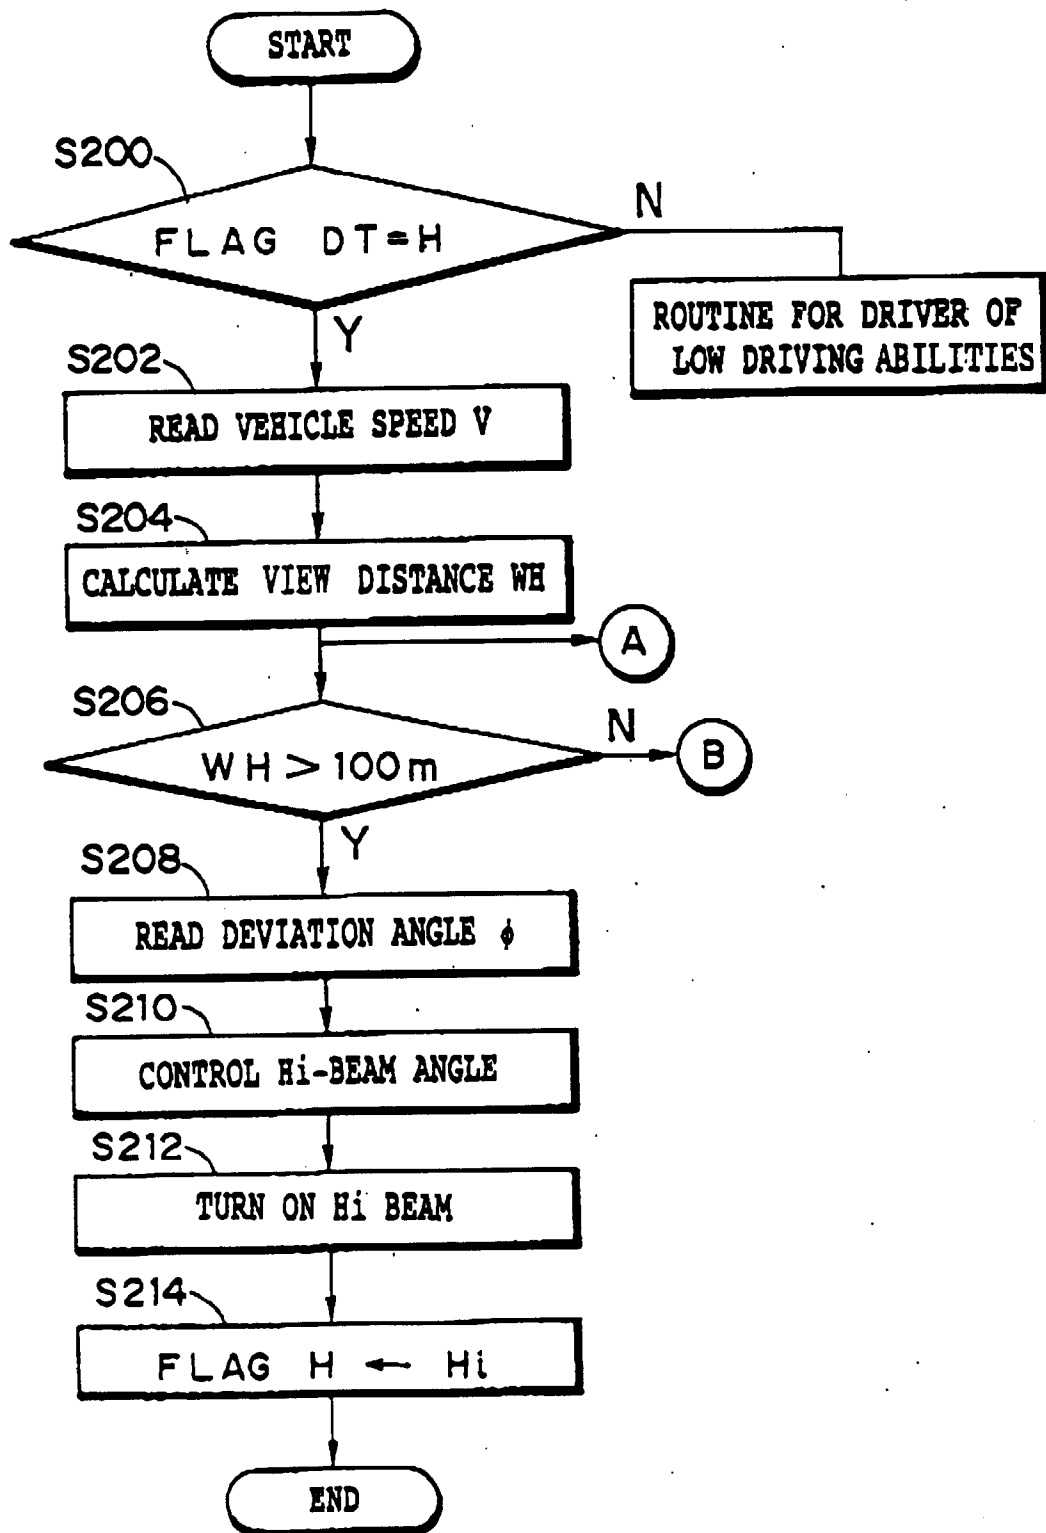 START
S200
N
FLAG DT=H
ROUTINE FOR DRIVER OF
LOW DRIVING ABILITIES
Y
S202
READ VEHICLE SPEED V
S204
CALCULATE VIEW DISTANCE WH
A
S206
N
WH > 100m
B
Y
S208
READ DEVIATION ANGLE ϕ
S210
CONTROL Hi-BEAM ANGLE
S212
TURN ON Hi BEAM
S214
FLAG H ← Hi
END